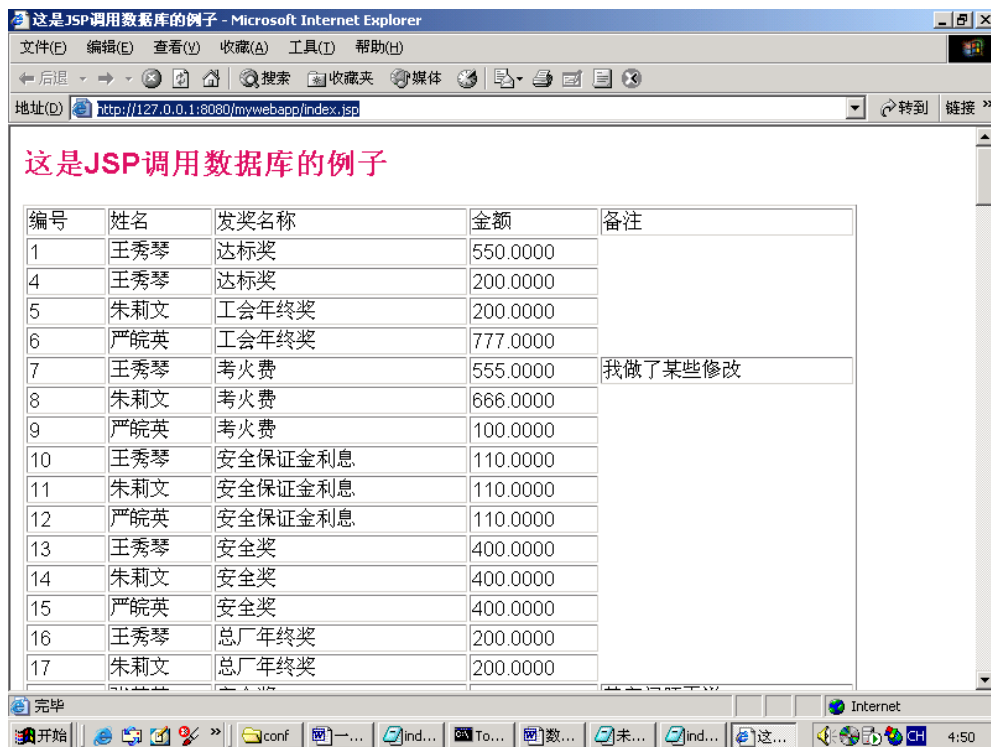 这是JSP调用数据库的例子 - Microsoft Internet Explorer
文件(F) 编辑(E) 查看(V) 收藏(A) 工具(T) 帮助(H)
后退 搜索 收藏夹 媒体
地址(D) http://127.0.0.1:8080/mywebapp/index.jsp 转到 链接 »
这是JSP调用数据库的例子
编号 姓名 发奖名称 金额 备注
1 王秀琴 达标奖 550.0000
4 王秀琴 达标奖 200.0000
5 朱莉文 工会年终奖 200.0000
6 严皖英 工会年终奖 777.0000
7 王秀琴 考火费 555.0000 我做了某些修改
8 朱莉文 考火费 666.0000
9 严皖英 考火费 100.0000
10 王秀琴 安全保证金利息 110.0000
11 朱莉文 安全保证金利息 110.0000
12 严皖英 安全保证金利息 110.0000
13 王秀琴 安全奖 400.0000
14 朱莉文 安全奖 400.0000
15 严皖英 安全奖 400.0000
16 王秀琴 总厂年终奖 200.0000
17 朱莉文 总厂年终奖 200.0000
完毕 Internet
开始 » conf 一... ind... To... 数... 未... ind... 这... CH 4:50